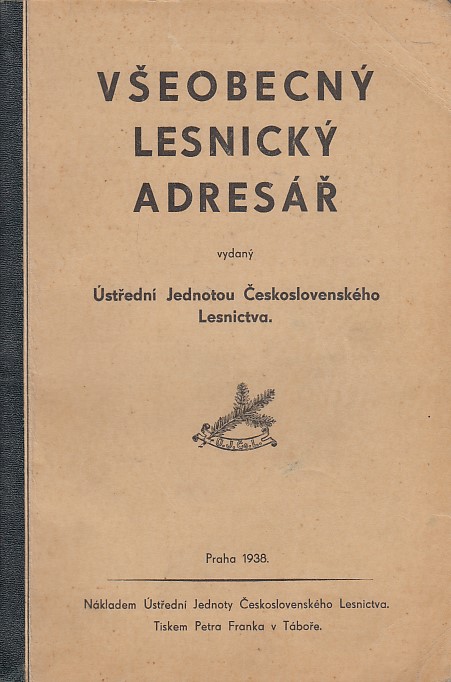 VŠEOBECNÝ
LESNICKÝ
ADRESÁŘ
vydaný
Ústřední Jednotou Československého
Lesnictva.
Ú.J.Čs.L.
Praha 1938.
Nákladem Ústřední Jednoty Československého Lesnictva.
Tiskem Petra Franka v Táboře.